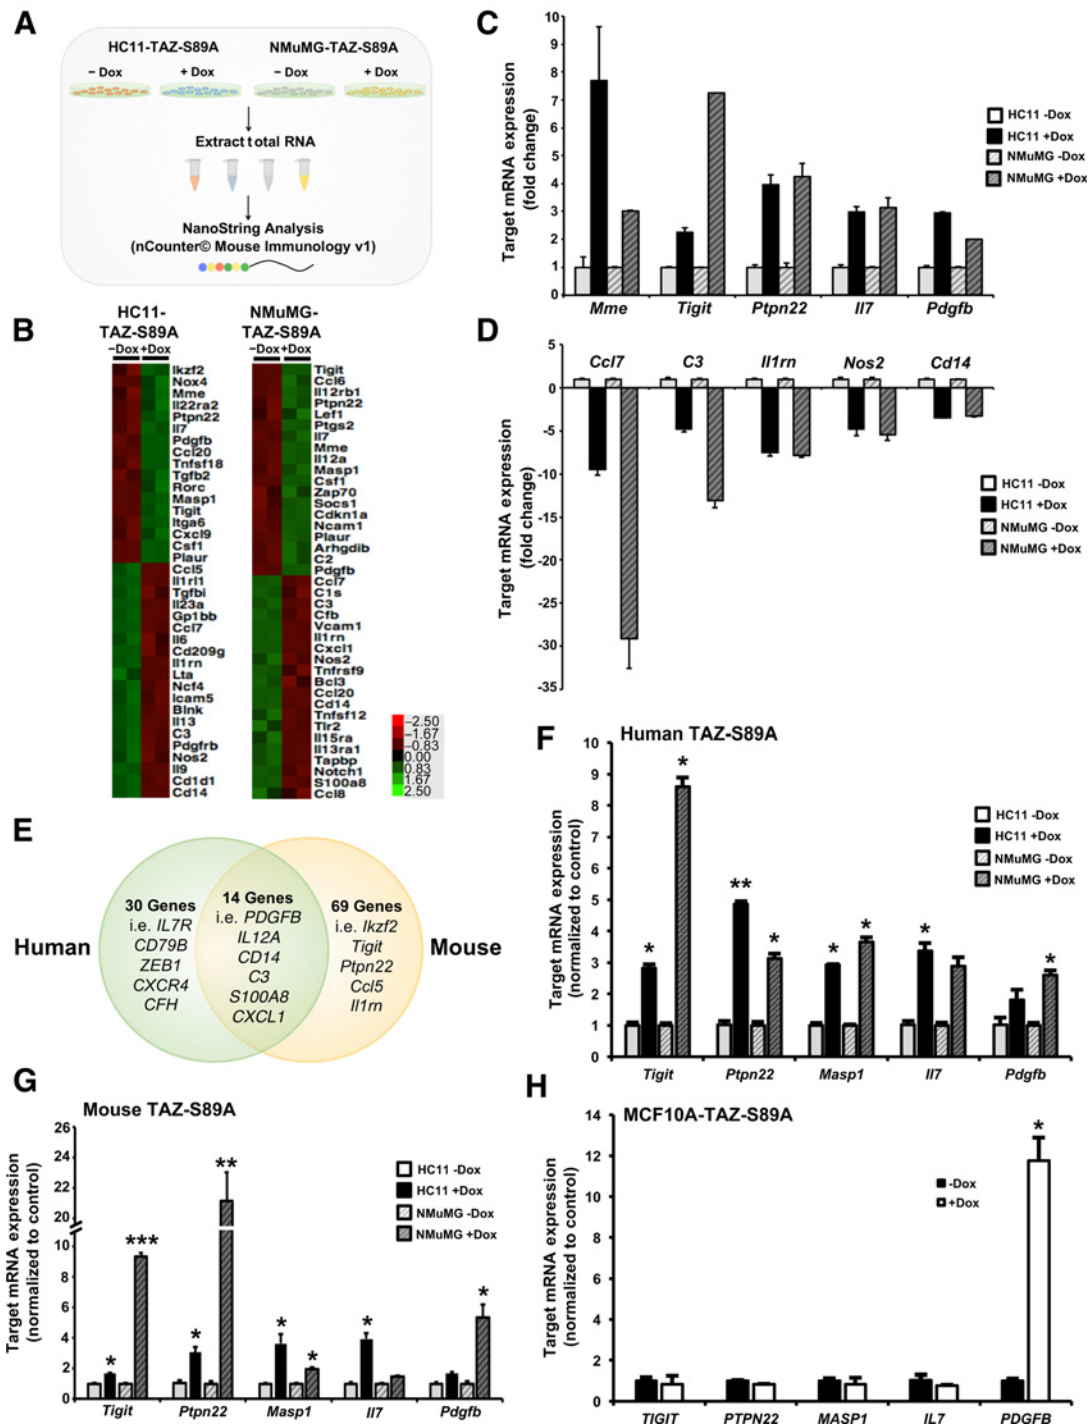 A
HC11-TAZ-S89A NMuMG-TAZ-S89A
– Dox + Dox – Dox + Dox
Extract total RNA
NanoString Analysis
(nCounter© Mouse Immunology v1)
B
HC11-
TAZ-S89A
–Dox +Dox
Ikzf2
Nox4
Mme
Il22ra2
Ptpn22
Il7
Pdgfb
Ccl20
Tnfsf18
Tgfb2
Rorc
Masp1
Tigit
Itga6
Cxcl9
Csf1
Plaur
Ccl5
Il1rl1
Tgfbi
Il23a
Gp1bb
Ccl7
Il6
Cd209g
Il1rn
Lta
Ncf4
Icam5
Blnk
Il13
C3
Pdgfrb
Nos2
Il9
Cd1d1
Cd14
NMuMG-
TAZ-S89A
–Dox +Dox
Tigit
Ccl6
Il12rb1
Ptpn22
Lef1
Ptgs2
Il7
Mme
Il12a
Masp1
Csf1
Zap70
Socs1
Cdkn1a
Ncam1
Plaur
Arhgdib
C2
Pdgfb
Ccl7
C1s
C3
Cfb
Vcam1
Il1rn
Cxcl1
Nos2
Tnfrsf9
Bcl3
Ccl20
Cd14
Tnfsf12
Tlr2
Il15ra
Il13ra1
Tapbp
Notch1
S100a8
Ccl8
–2.50
–1.67
–0.83
0.00
0.83
1.67
2.50
C
Target mRNA expression
(fold change)
10
9
8
7
6
5
4
3
2
1
0
Mme Tigit Ptpn22 Il7 Pdgfb
HC11 -Dox
HC11 +Dox
NMuMG -Dox
NMuMG +Dox
D
Target mRNA expression
(fold change)
5
0
-5
-10
-15
-20
-25
-30
-35
Ccl7 C3 Il1rn Nos2 Cd14
HC11 -Dox
HC11 +Dox
NMuMG -Dox
NMuMG +Dox
E
Human
30 Genes
i.e. IL7R
CD79B
ZEB1
CXCR4
CFH
14 Genes
i.e. PDGFB
IL12A
CD14
C3
S100A8
CXCL1
69 Genes
i.e. Ikzf2
Tigit
Ptpn22
Ccl5
Il1rn
Mouse
F
Human TAZ-S89A
Target mRNA expression
(normalized to control)
10
9
8
7
6
5
4
3
2
1
0
* * ** * * * * *
Tigit Ptpn22 Masp1 Il7 Pdgfb
HC11 -Dox
HC11 +Dox
NMuMG -Dox
NMuMG +Dox
G
Mouse TAZ-S89A
Target mRNA expression
(normalized to control)
26
24
22
20
10
8
6
4
2
0
* *** * ** * * * *
Tigit Ptpn22 Masp1 Il7 Pdgfb
HC11 -Dox
HC11 +Dox
NMuMG -Dox
NMuMG +Dox
H
MCF10A-TAZ-S89A
Target mRNA expression
(normalized to control)
14
12
10
8
6
4
2
0
*
TIGIT PTPN22 MASP1 IL7 PDGFB
-Dox
+Dox